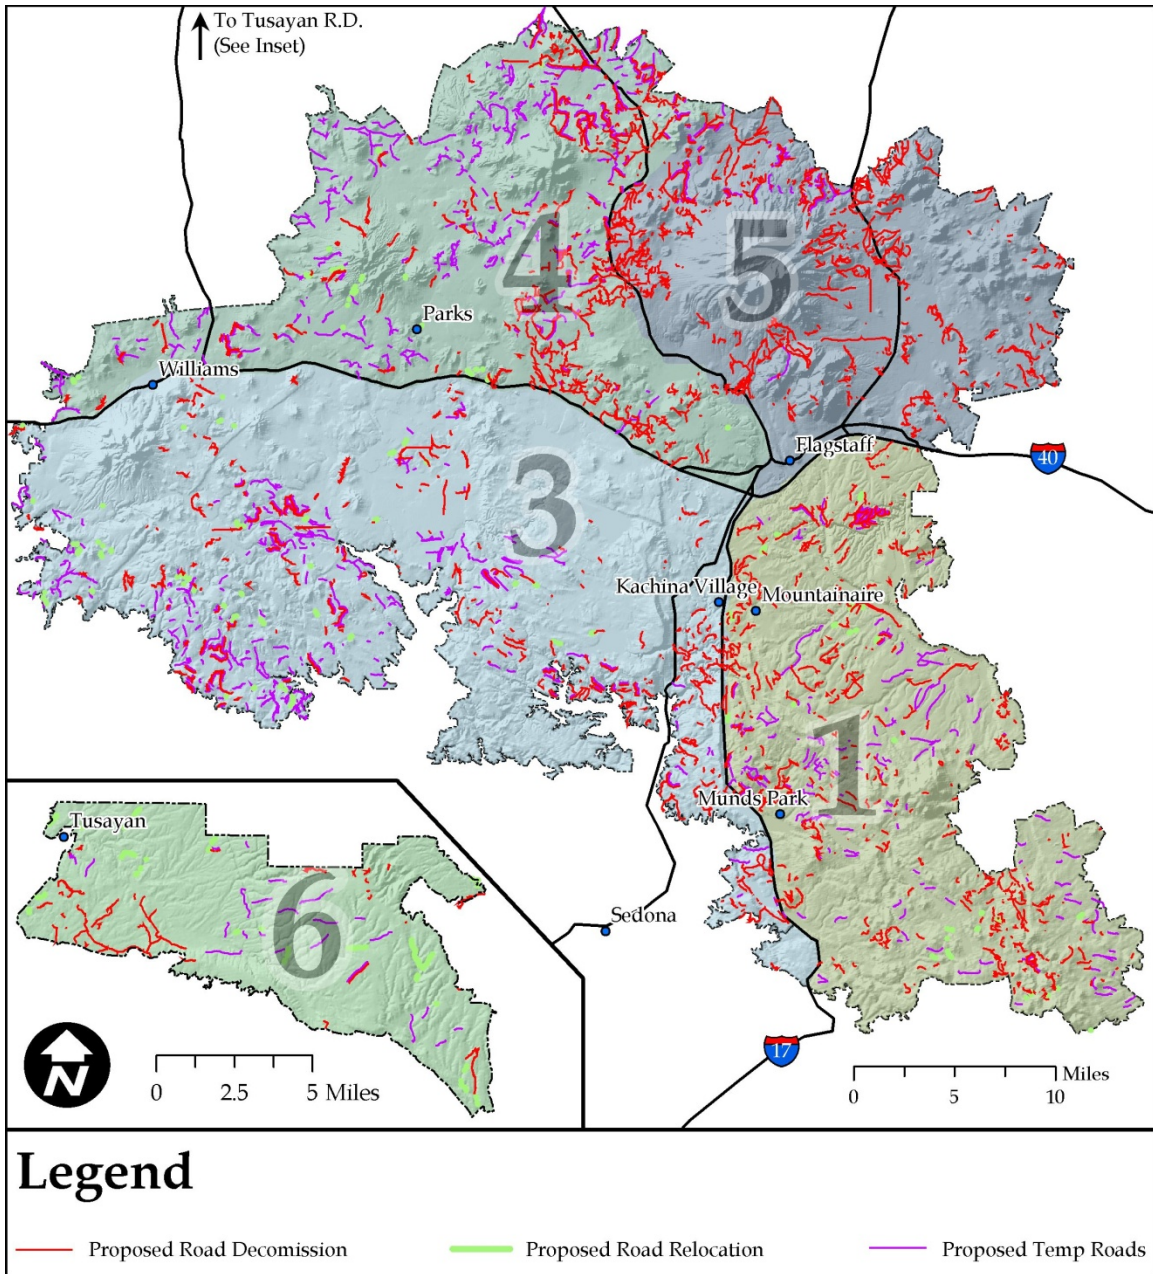 To Tusayan R.D.
(See Inset)
4
5
Parks
Williams
Flagstaff
40
3
Kachina Village
Mountainaire
1
Munds Park
Tusayan
6
Sedona
N
0 2.5 5 Miles
17
Miles
0 5 10
Legend
Proposed Road Decomission Proposed Road Relocation Proposed Temp Roads